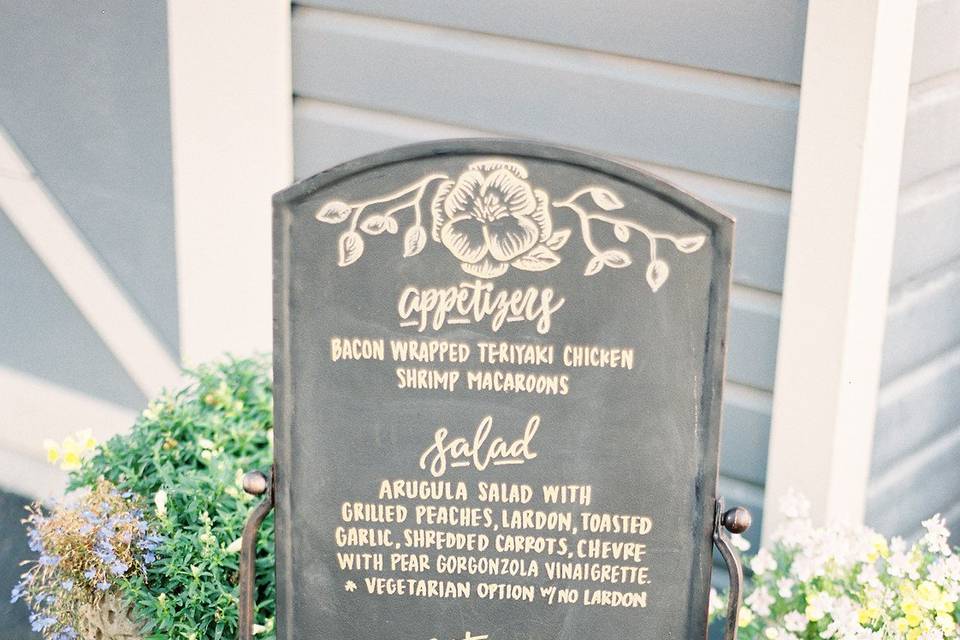 appetizers
BACON WRAPPED TERIYAKI CHICKEN
SHRIMP MACAROONS
salad
ARUGULA SALAD WITH
GRILLED PEACHES, LARDON, TOASTED
GARLIC, SHREDDED CARROTS, CHEVRE
WITH PEAR GORGONZOLA VINAIGRETTE.
* VEGETARIAN OPTION W/NO LARDON